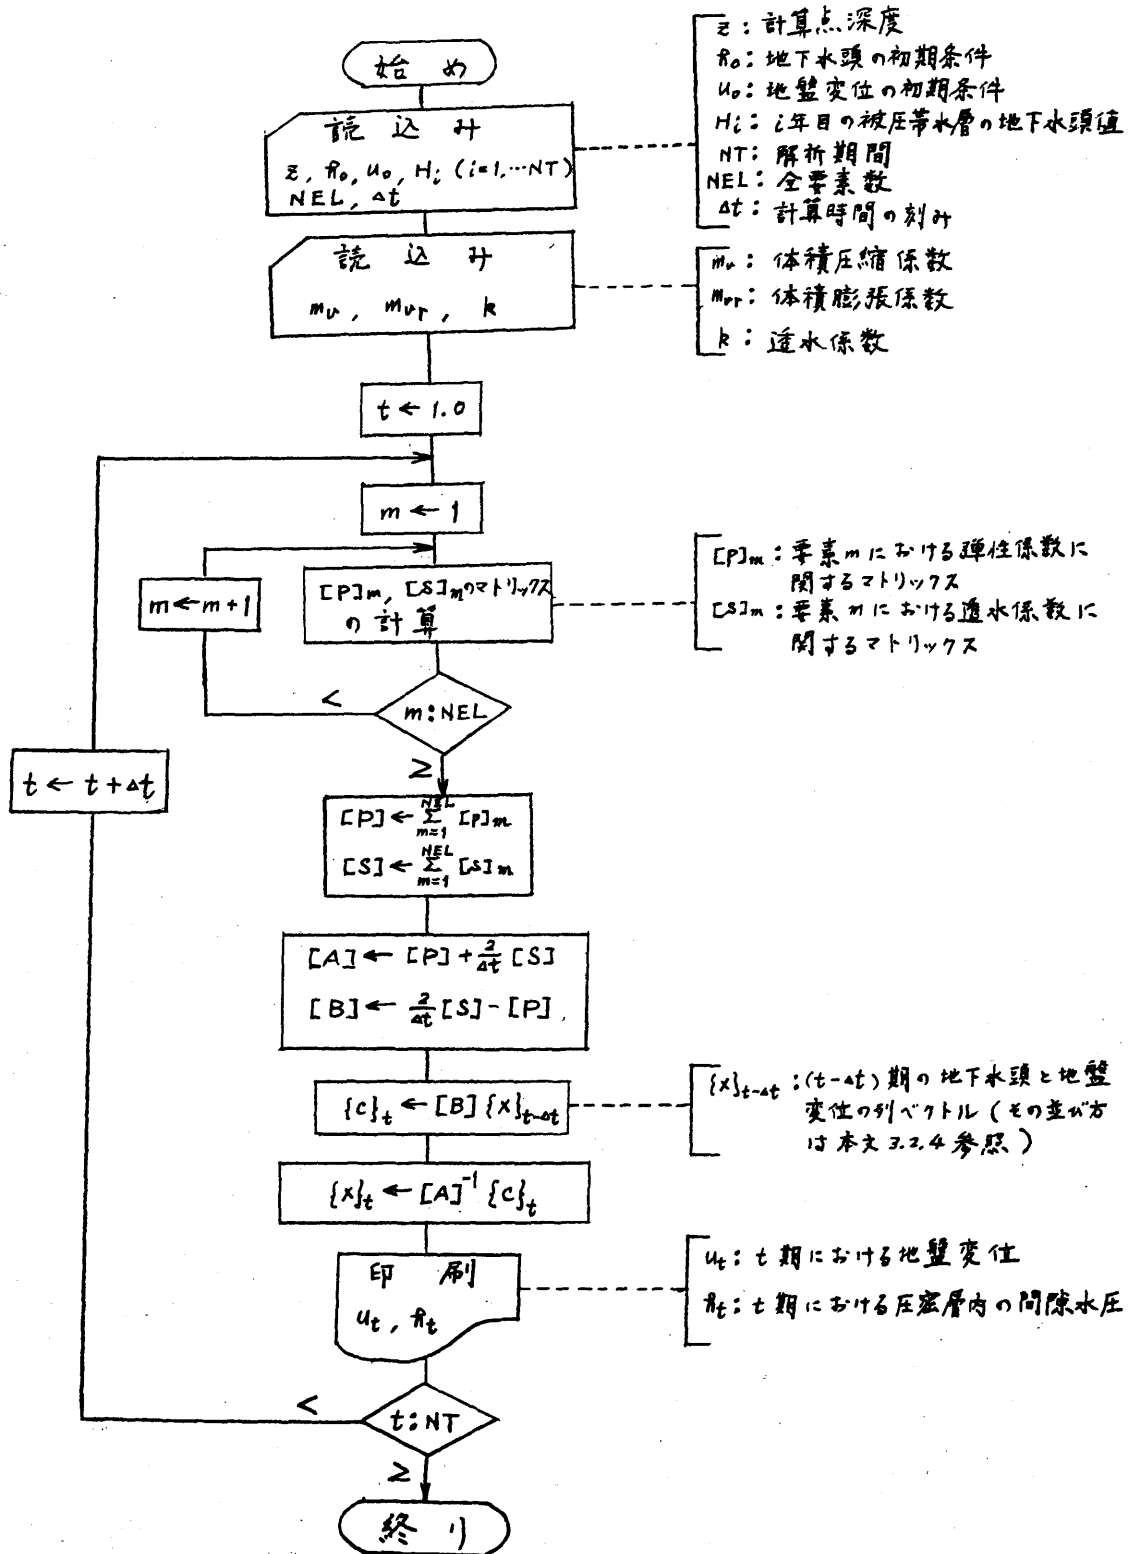 始め
読込み
z, h₀, u₀, Hᵢ (i=1,…NT)
NEL, Δt
z：計算点深度
h₀：地下水頭の初期条件
u₀：地盤変位の初期条件
Hᵢ：i年目の被圧帯水層の地下水頭値
NT：解析期間
NEL：全要素数
Δt：計算時間の刻み
読込み
mᵥ, mᵥᵣ, k
mᵥ：体積圧縮係数
mᵥᵣ：体積膨張係数
k：透水係数
t ← 1.0
m ← 1
m ← m+1
[P]m, [S]mのマトリックス
の計算
[P]m：要素mにおける弾性係数に
関するマトリックス
[S]m：要素mにおける透水係数に
関するマトリックス
<
m:NEL
≥
t ← t+Δt
[P] ← Σ_{m=1}^{NEL} [P]m
[S] ← Σ_{m=1}^{NEL} [S]m
[A] ← [P] + 2/Δt [S]
[B] ← 2/Δt [S] - [P]
{C}t ← [B]{x}t-Δt
{x}t-Δt：(t-Δt)期の地下水頭と地盤
変位の列ベクトル（その並び方
は本文3.2.4参照）
{x}t ← [A]⁻¹{C}t
印刷
uₜ, hₜ
uₜ：t期における地盤変位
hₜ：t期における圧密層内の間隙水圧
<
t:NT
≥
終り